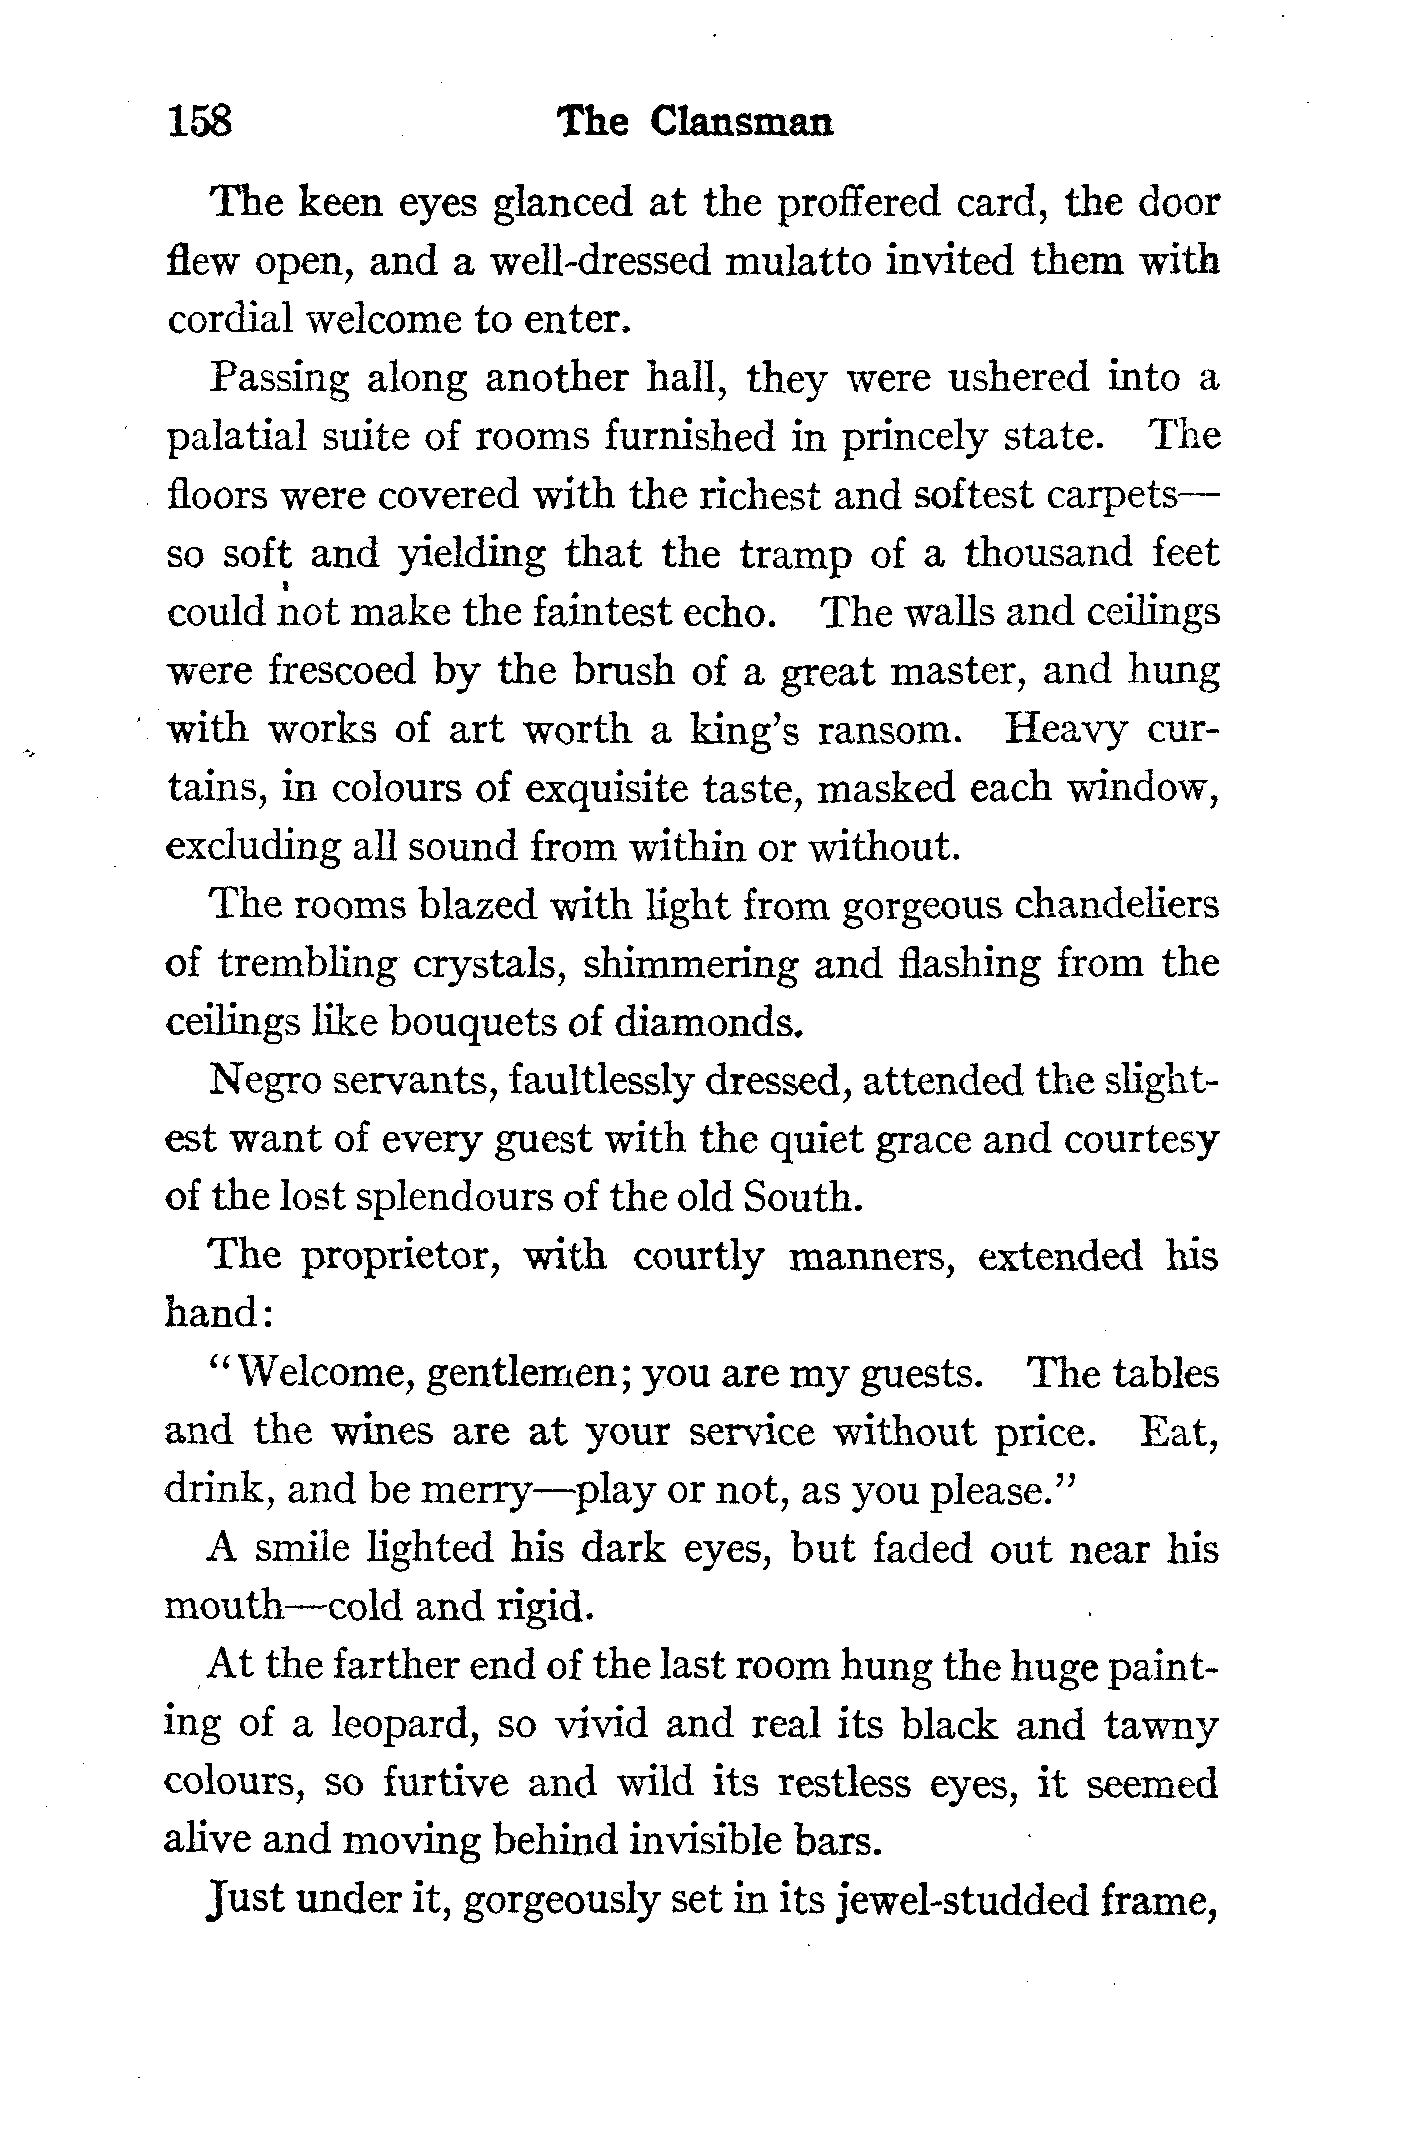 158 The Clansman
The keen eyes glanced at the proffered card, the door
flew open, and a well-dressed mulatto invited them with
cordial welcome to enter.
Passing along another hall, they were ushered into a
palatial suite of rooms furnished in princely state. The
floors were covered with the richest and softest carpets—
so soft and yielding that the tramp of a thousand feet
could not make the faintest echo. The walls and ceilings
were frescoed by the brush of a great master, and hung
with works of art worth a king's ransom. Heavy cur-
tains, in colours of exquisite taste, masked each window,
excluding all sound from within or without.
The rooms blazed with light from gorgeous chandeliers
of trembling crystals, shimmering and flashing from the
ceilings like bouquets of diamonds.
Negro servants, faultlessly dressed, attended the slight-
est want of every guest with the quiet grace and courtesy
of the lost splendours of the old South.
The proprietor, with courtly manners, extended his
hand:
"Welcome, gentlemen; you are my guests. The tables
and the wines are at your service without price. Eat,
drink, and be merry—play or not, as you please."
A smile lighted his dark eyes, but faded out near his
mouth—cold and rigid.
At the farther end of the last room hung the huge paint-
ing of a leopard, so vivid and real its black and tawny
colours, so furtive and wild its restless eyes, it seemed
alive and moving behind invisible bars.
Just under it, gorgeously set in its jewel-studded frame,